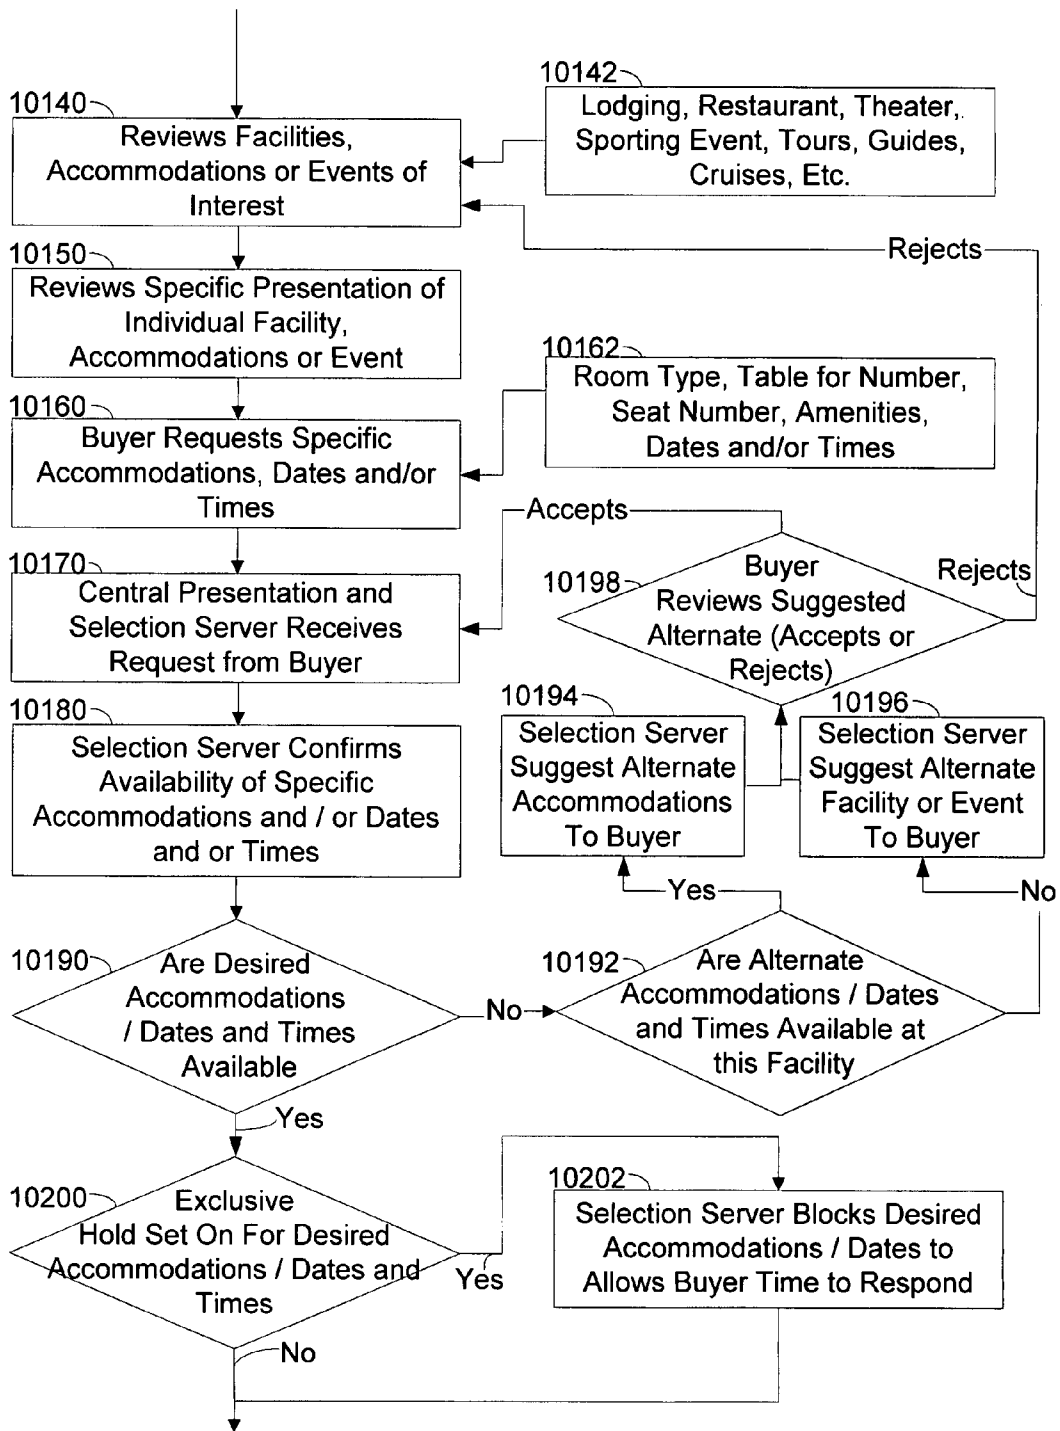 10140
Reviews Facilities,
Accommodations or Events of
Interest
10142
Lodging, Restaurant, Theater,
Sporting Event, Tours, Guides,
Cruises, Etc.
Rejects
10150
Reviews Specific Presentation of
Individual Facility,
Accommodations or Event
10160
Buyer Requests Specific
Accommodations, Dates and/or
Times
10162
Room Type, Table for Number,
Seat Number, Amenities,
Dates and/or Times
Accepts
10170
Central Presentation and
Selection Server Receives
Request from Buyer
10198
Buyer
Reviews Suggested
Alternate (Accepts or
Rejects)
Rejects
10180
Selection Server Confirms
Availability of Specific
Accommodations and / or Dates
and or Times
10194
Selection Server
Suggest Alternate
Accommodations
To Buyer
10196
Selection Server
Suggest Alternate
Facility or Event
To Buyer
Yes
No
10190
Are Desired
Accommodations
/ Dates and Times
Available
No
10192
Are Alternate
Accommodations / Dates
and Times Available at
this Facility
Yes
10200
Exclusive
Hold Set On For Desired
Accommodations / Dates and
Times
Yes
10202
Selection Server Blocks Desired
Accommodations / Dates to
Allows Buyer Time to Respond
No